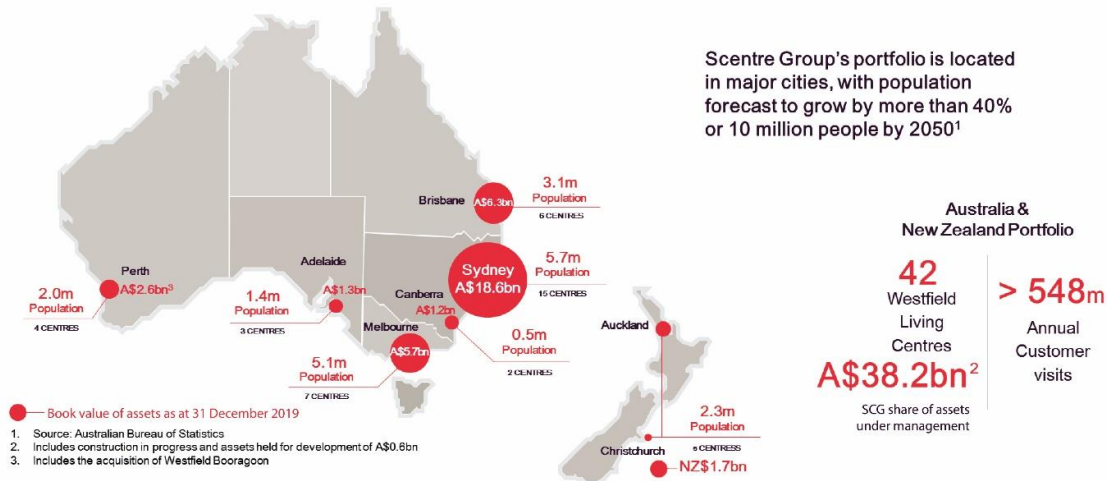 Scentre Group's portfolio is located
in major cities, with population
forecast to grow by more than 40%
or 10 million people by 2050¹
Brisbane
A$6.3bn
3.1m
Population
6 CENTRES
Sydney
A$18.6bn
5.7m
Population
15 CENTRES
Perth
A$2.6bn³
2.0m
Population
4 CENTRES
Adelaide
A$1.3bn
1.4m
Population
3 CENTRES
Canberra
A$1.2bn
0.5m
Population
2 CENTRES
Melbourne
A$5.7bn
5.1m
Population
7 CENTRES
Auckland
2.3m
Population
5 CENTRESS
Christchurch
NZ$1.7bn
Australia &
New Zealand Portfolio
42
Westfield
Living
Centres
A$38.2bn²
SCG share of assets
under management
> 548m
Annual
Customer
visits
Book value of assets as at 31 December 2019
1. Source: Australian Bureau of Statistics
2. Includes construction in progress and assets held for development of A$0.6bn
3. Includes the acquisition of Westfield Booragoon